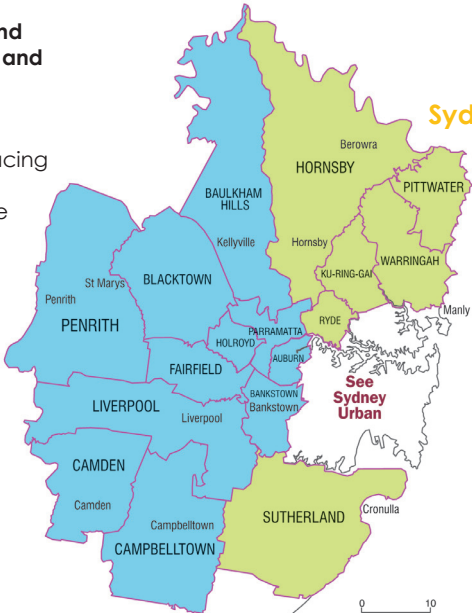 nd
and
Syd
acing
e
Berowra
HORNSBY
PITTWATER
BAULKHAM
HILLS
Kellyville
Hornsby
WARRINGAH
KU-RING-GAI
St Marys
BLACKTOWN
Penrith
PENRITH
Manly
RYDE
PARRAMATTA
HOLROYD
AUBURN
FAIRFIELD
See
Sydney
Urban
BANKSTOWN
Bankstown
LIVERPOOL
Liverpool
CAMDEN
Camden
Campbelltown
CAMPBELLTOWN
SUTHERLAND
Cronulla
0 10